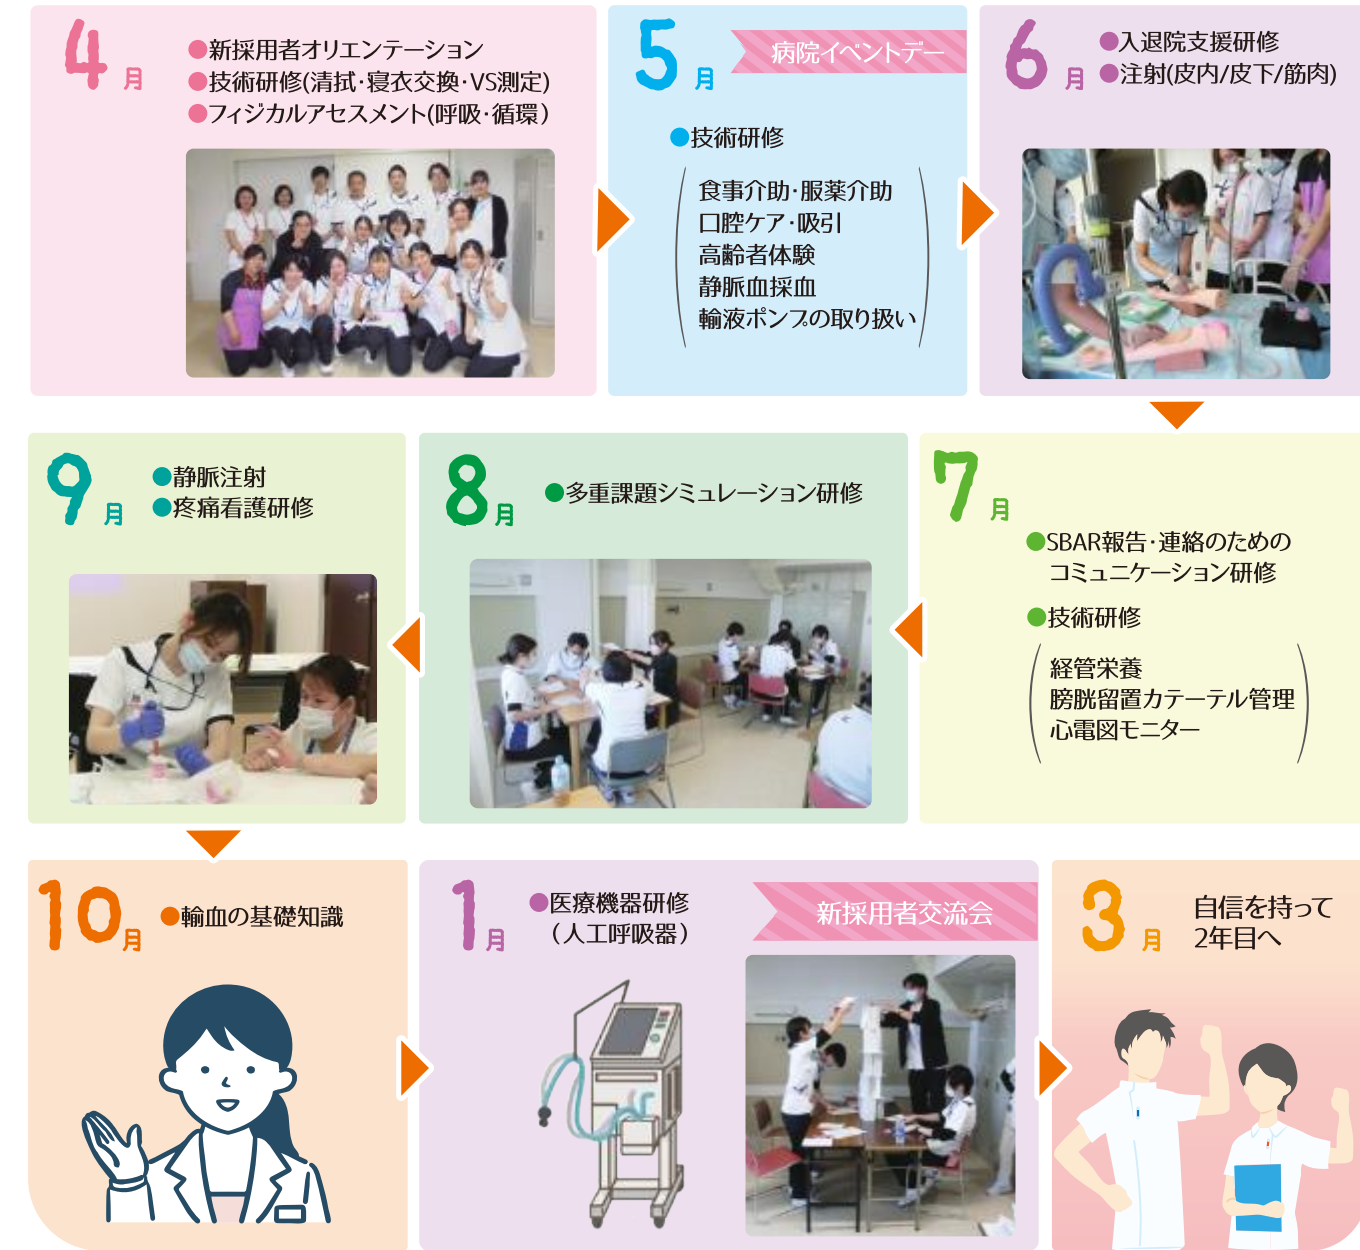 4月
●新採用者オリエンテーション
●技術研修(清拭・寝衣交換・VS測定)
●フィジカルアセスメント(呼吸・循環)
5月
病院イベントデー
●技術研修
食事介助・服薬介助
口腔ケア・吸引
高齢者体験
静脈血採血
輸液ポンプの取り扱い
6月
●入退院支援研修
●注射(皮内/皮下/筋肉)
7月
●SBAR報告・連絡のための
コミュニケーション研修
●技術研修
経管栄養
膀胱留置カテーテル管理
心電図モニター
8月
●多重課題シミュレーション研修
9月
●静脈注射
●疼痛看護研修
10月
●輸血の基礎知識
1月
●医療機器研修
(人工呼吸器)
新採用者交流会
3月
自信を持って
2年目へ